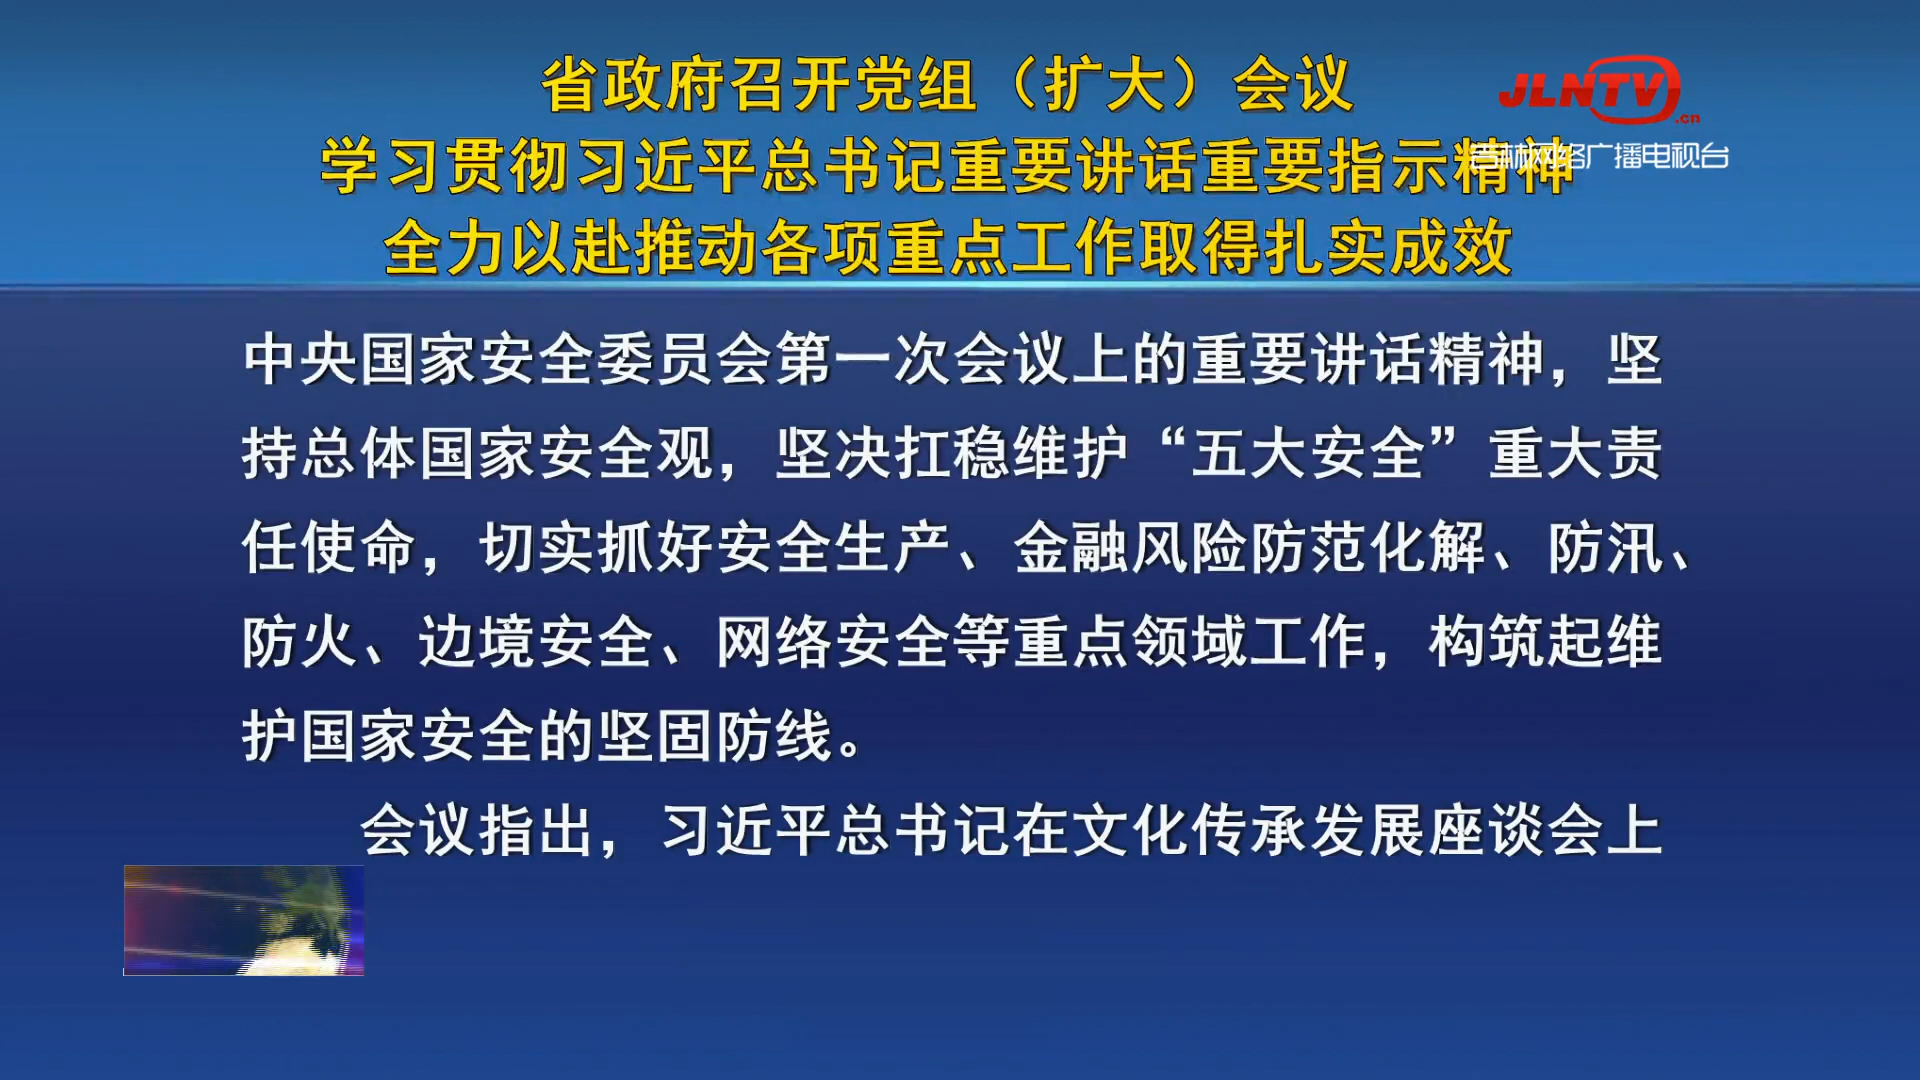 省政府召开党组（扩大）会议
JLNTV.cn
学习贯彻习近平总书记重要讲话重要指示精神
吉林网络广播电视台
全力以赴推动各项重点工作取得扎实成效
中央国家安全委员会第一次会议上的重要讲话精神，坚
持总体国家安全观，坚决扛稳维护“五大安全”重大责
任使命，切实抓好安全生产、金融风险防范化解、防汛、
防火、边境安全、网络安全等重点领域工作，构筑起维
护国家安全的坚固防线。
会议指出，习近平总书记在文化传承发展座谈会上